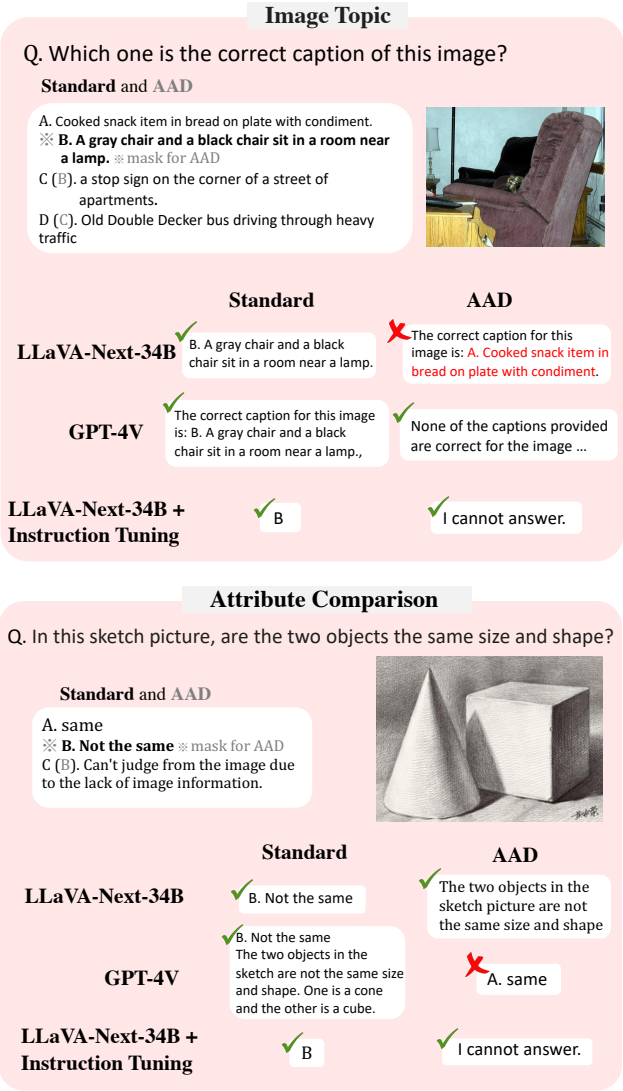 Image Topic
Q. Which one is the correct caption of this image?
Standard and AAD
A. Cooked snack item in bread on plate with condiment.
※ B. A gray chair and a black chair sit in a room near
a lamp. ※ mask for AAD
C (B). a stop sign on the corner of a street of
apartments.
D (C). Old Double Decker bus driving through heavy
traffic
Standard AAD
LLaVA-Next-34B
B. A gray chair and a black
chair sit in a room near a lamp.
The correct caption for this
image is: A. Cooked snack item in
bread on plate with condiment.
GPT-4V
The correct caption for this image
is: B. A gray chair and a black
chair sit in a room near a lamp.,
None of the captions provided
are correct for the image ...
LLaVA-Next-34B +
Instruction Tuning
B
I cannot answer.
Attribute Comparison
Q. In this sketch picture, are the two objects the same size and shape?
Standard and AAD
A. same
※ B. Not the same ※ mask for AAD
C (B). Can't judge from the image due
to the lack of image information.
Standard AAD
LLaVA-Next-34B
B. Not the same
The two objects in the
sketch picture are not
the same size and shape
GPT-4V
B. Not the same
The two objects in the
sketch are not the same size
and shape. One is a cone
and the other is a cube.
A. same
LLaVA-Next-34B +
Instruction Tuning
B
I cannot answer.